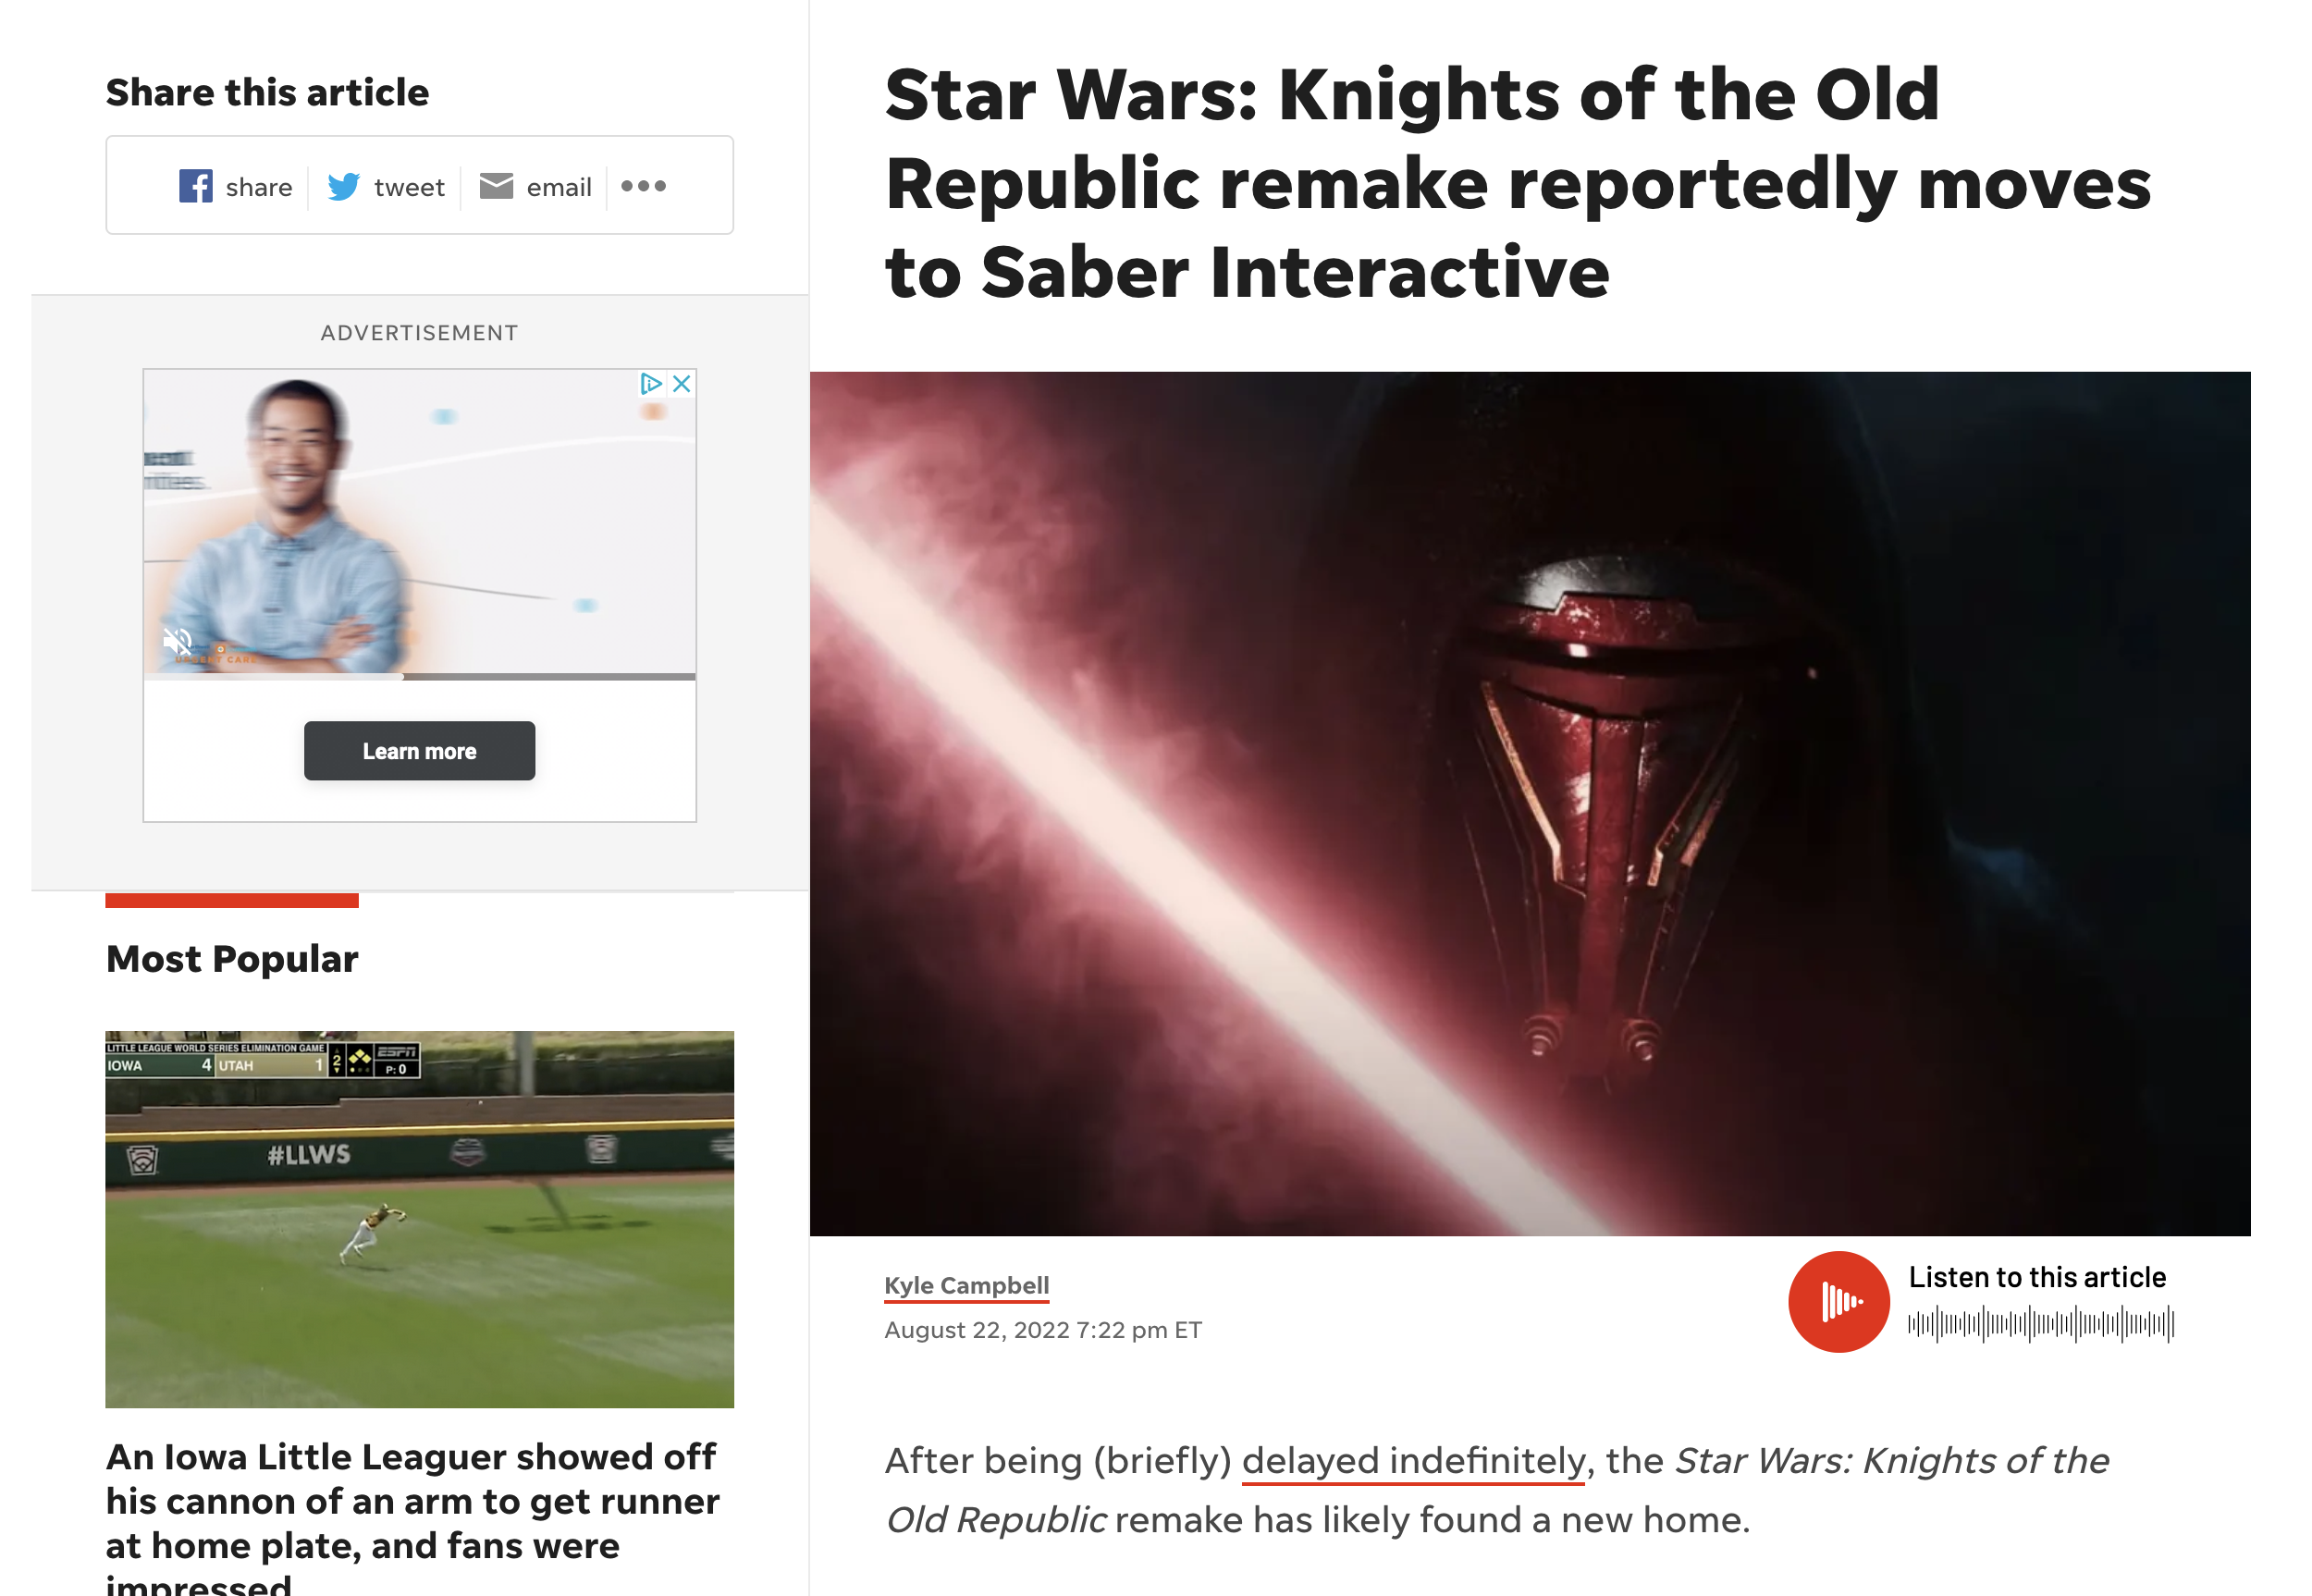 Share this article
share
tweet
email
ADVERTISEMENT
URGENT CARE
Learn more
Most Popular
LITTLE LEAGUE WORLD SERIES ELIMINATION GAME
IOWA 4 UTAH 1 2 ESPN P: 0
#LLWS
An Iowa Little Leaguer showed off
his cannon of an arm to get runner
at home plate, and fans were
impressed
Star Wars: Knights of the Old
Republic remake reportedly moves
to Saber Interactive
Kyle Campbell
August 22, 2022 7:22 pm ET
Listen to this article
After being (briefly) delayed indefinitely, the Star Wars: Knights of the
Old Republic remake has likely found a new home.